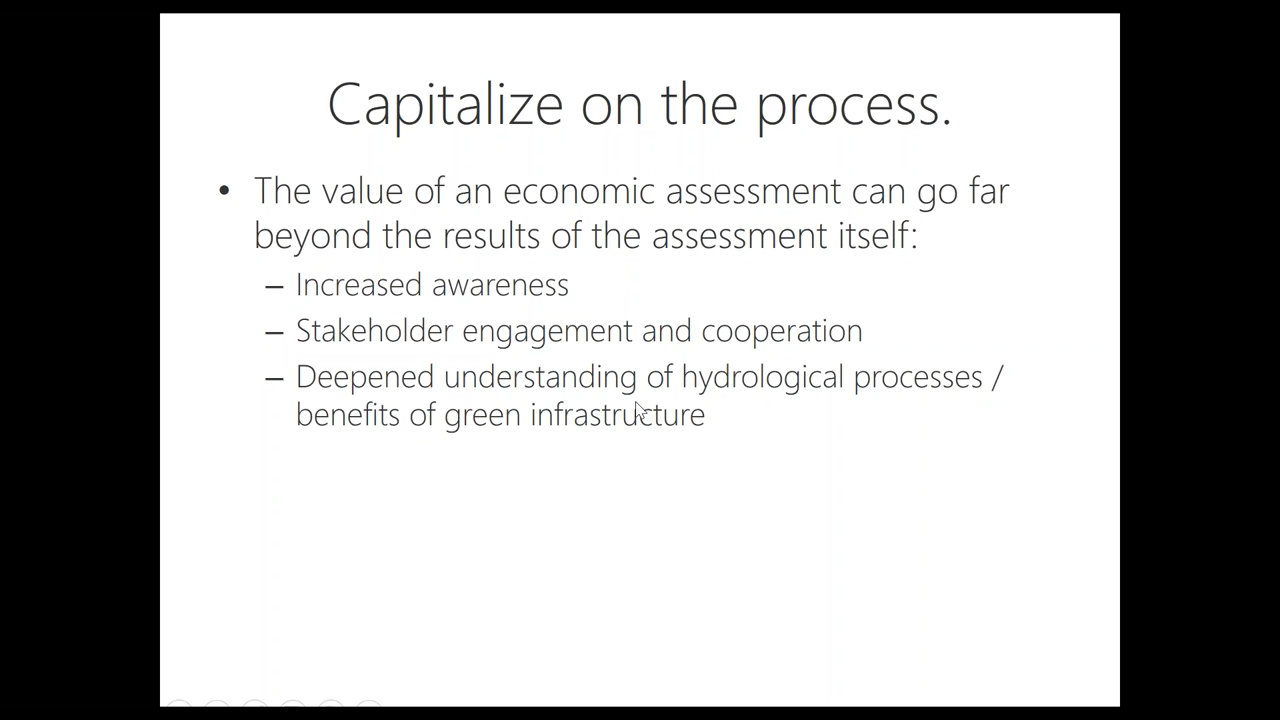 Capitalize on the process.
• The value of an economic assessment can go far
beyond the results of the assessment itself:
– Increased awareness
– Stakeholder engagement and cooperation
– Deepened understanding of hydrological processes /
benefits of green infrastructure